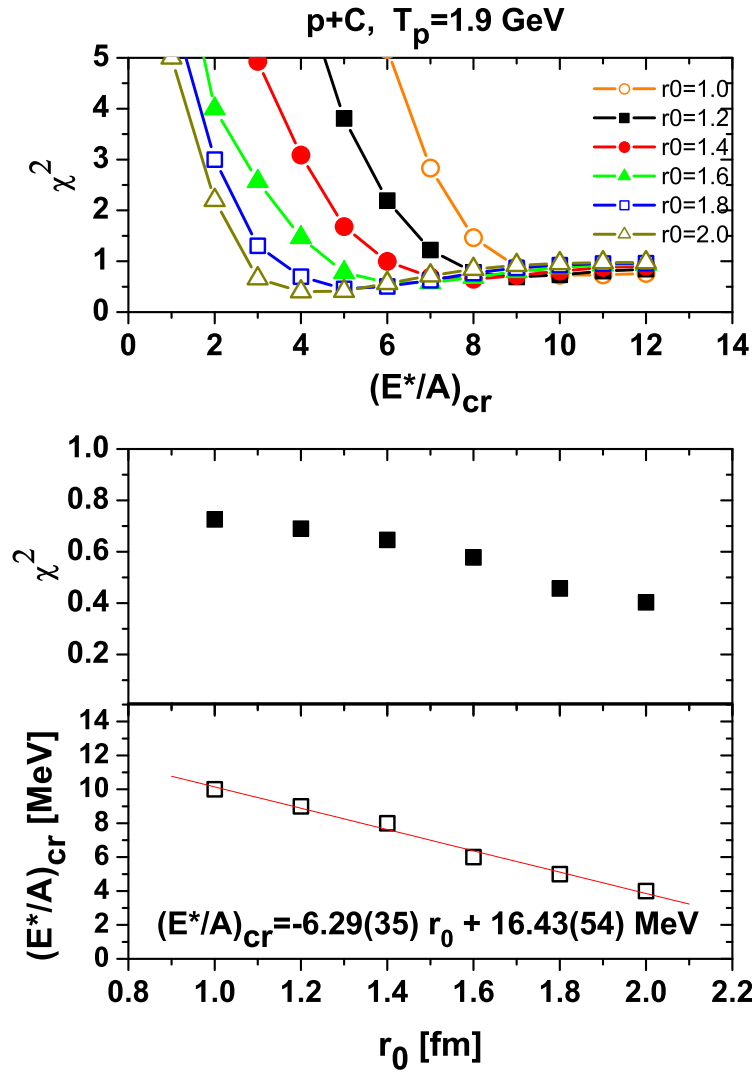 p+C, T_p=1.9 GeV
5
4
3
2
1
0
χ²
r0=1.0
r0=1.2
r0=1.4
r0=1.6
r0=1.8
r0=2.0
0 2 4 6 8 10 12 14
(E*/A)_cr
1.0
0.8
0.6
0.4
0.2
χ²
14
12
10
8
6
4
2
0
(E*/A)_cr [MeV]
(E*/A)_cr=-6.29(35) r_0 + 16.43(54) MeV
0.8 1.0 1.2 1.4 1.6 1.8 2.0 2.2
r_0 [fm]